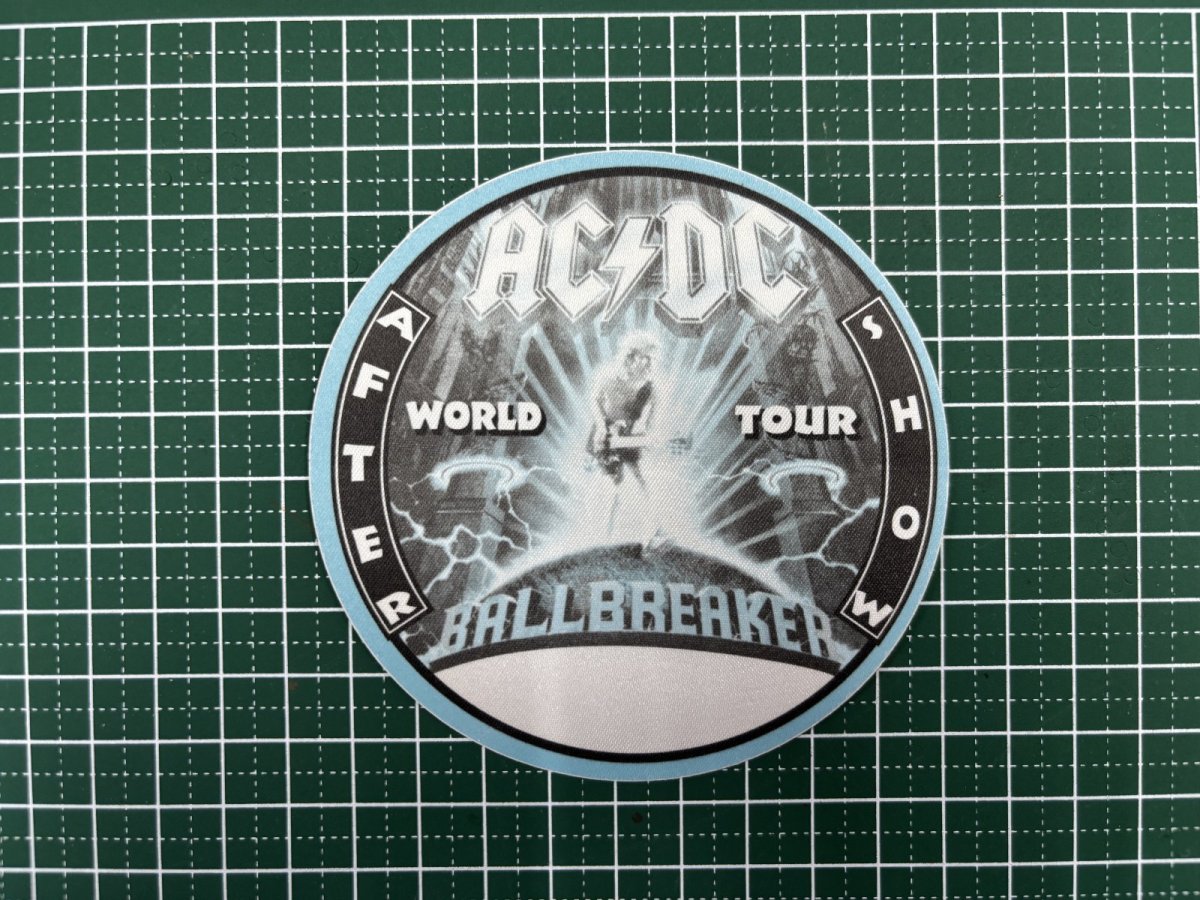 AC/DC
AFTER
WORLD TOUR
SHOW
BALLBREAKER